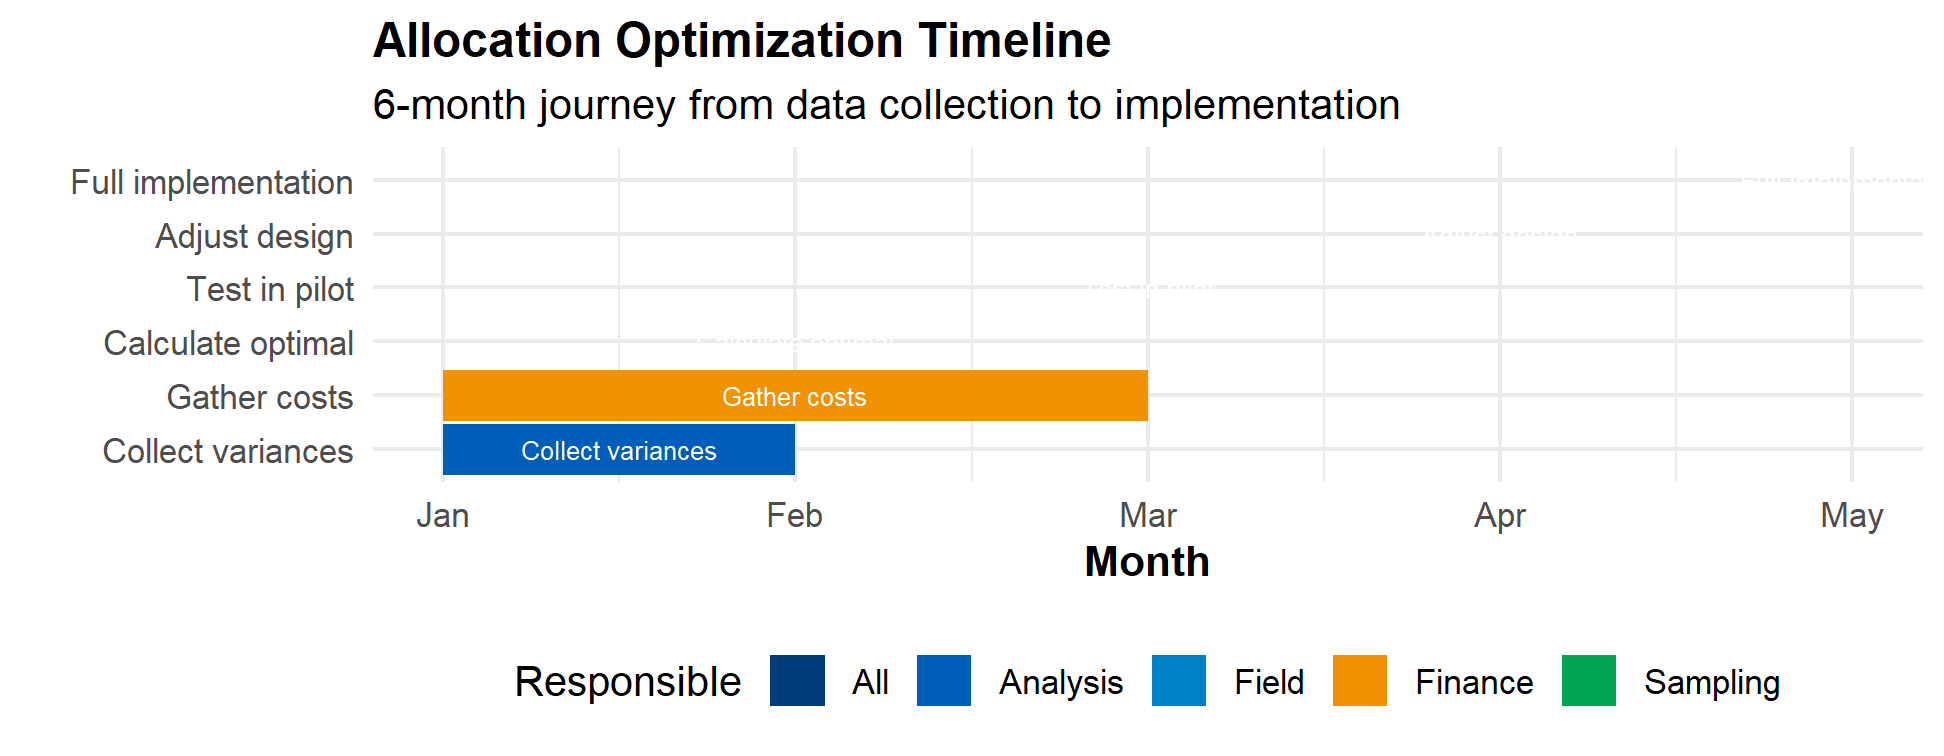 Allocation Optimization Timeline
6-month journey from data collection to implementation
Full implementation
Adjust design
Test in pilot
Calculate optimal
Gather costs
Gather costs
Collect variances
Collect variances
Jan Feb Mar Apr May
Month
Responsible All Analysis Field Finance Sampling